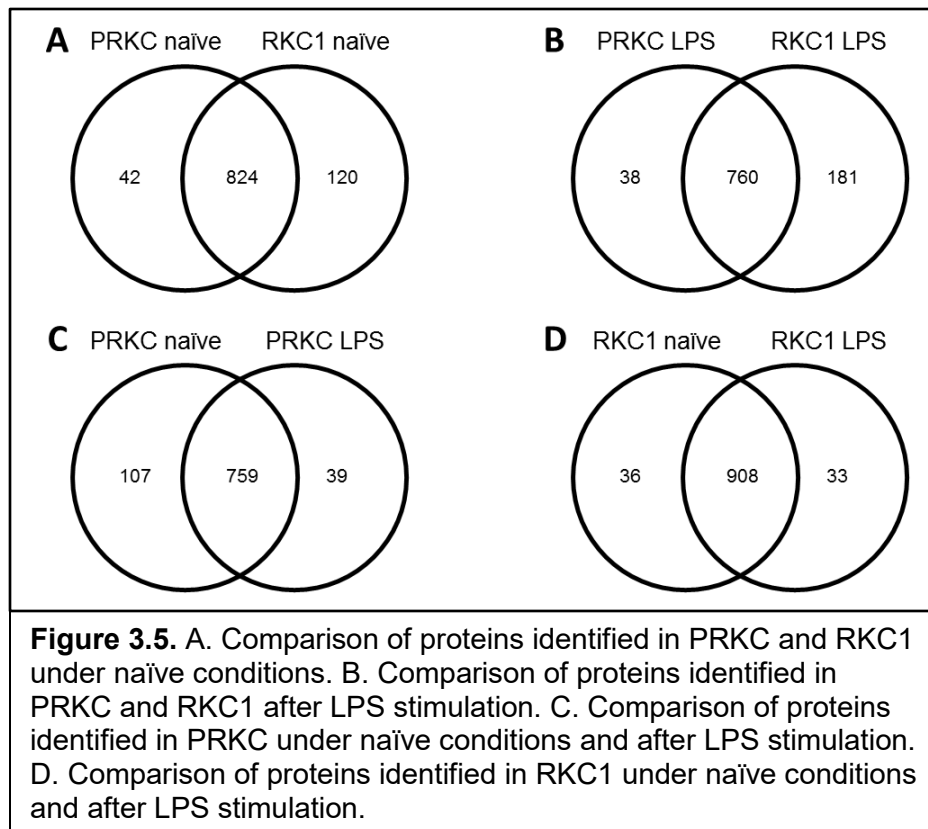 A PRKC naïve RKC1 naïve
42 824 120
B PRKC LPS RKC1 LPS
38 760 181
C PRKC naïve PRKC LPS
107 759 39
D RKC1 naïve RKC1 LPS
36 908 33
Figure 3.5. A. Comparison of proteins identified in PRKC and RKC1
under naïve conditions. B. Comparison of proteins identified in
PRKC and RKC1 after LPS stimulation. C. Comparison of proteins
identified in PRKC under naïve conditions and after LPS stimulation.
D. Comparison of proteins identified in RKC1 under naïve conditions
and after LPS stimulation.